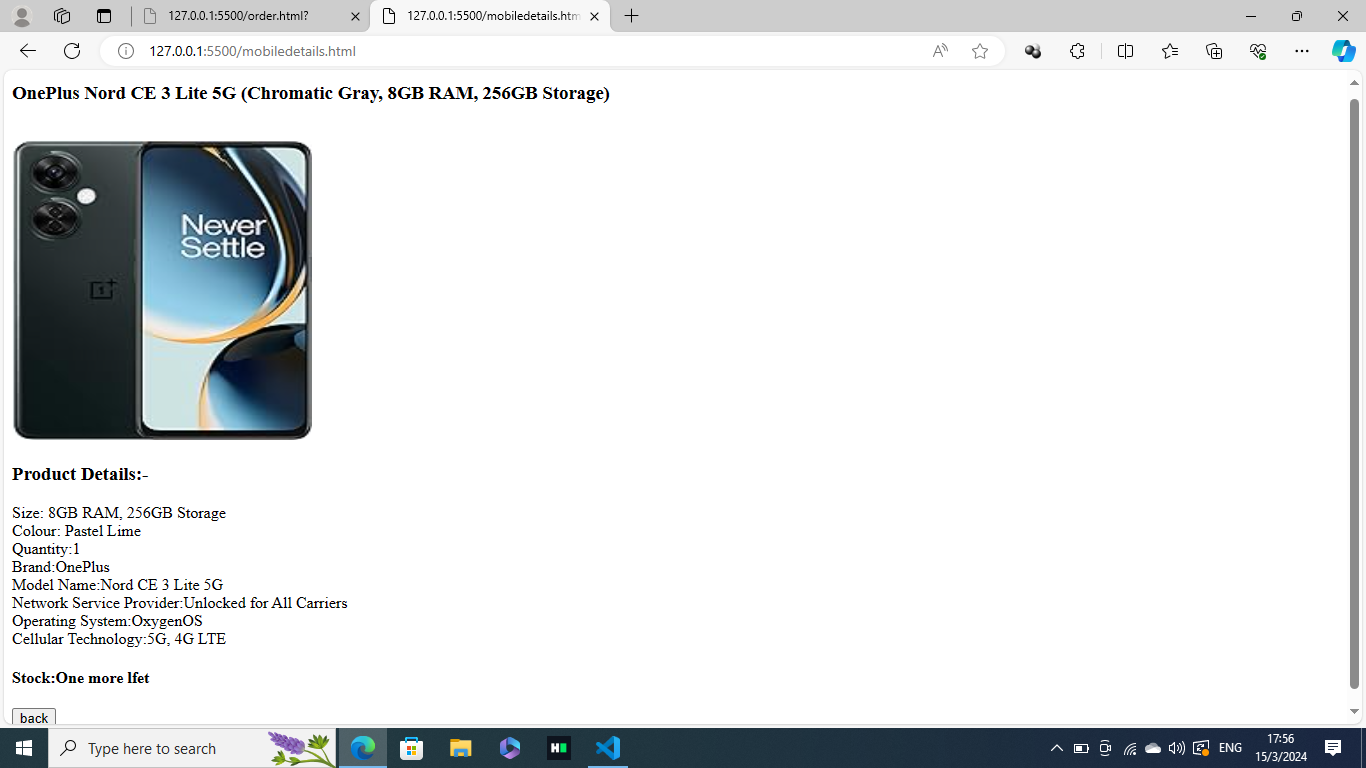 127.0.0.1:5500/order.html?
127.0.0.1:5500/mobiledetails.htm
127.0.0.1:5500/mobiledetails.html
OnePlus Nord CE 3 Lite 5G (Chromatic Gray, 8GB RAM, 256GB Storage)
Never
Settle
1+
Product Details:-
Size: 8GB RAM, 256GB Storage
Colour: Pastel Lime
Quantity:1
Brand:OnePlus
Model Name:Nord CE 3 Lite 5G
Network Service Provider:Unlocked for All Carriers
Operating System:OxygenOS
Cellular Technology:5G, 4G LTE
Stock:One more lfet
back
Type here to search
ENG
17:56
15/3/2024